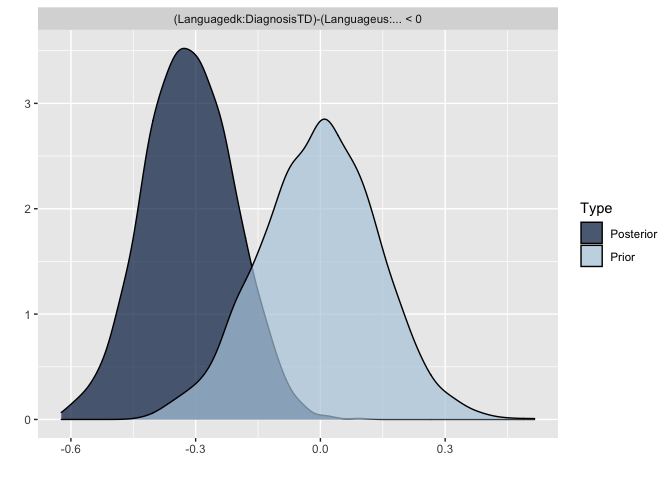 (Languagedk:DiagnosisTD)-(Languageus:... < 0
3
2
1
0
-0.6 -0.3 0.0 0.3
Type
Posterior
Prior